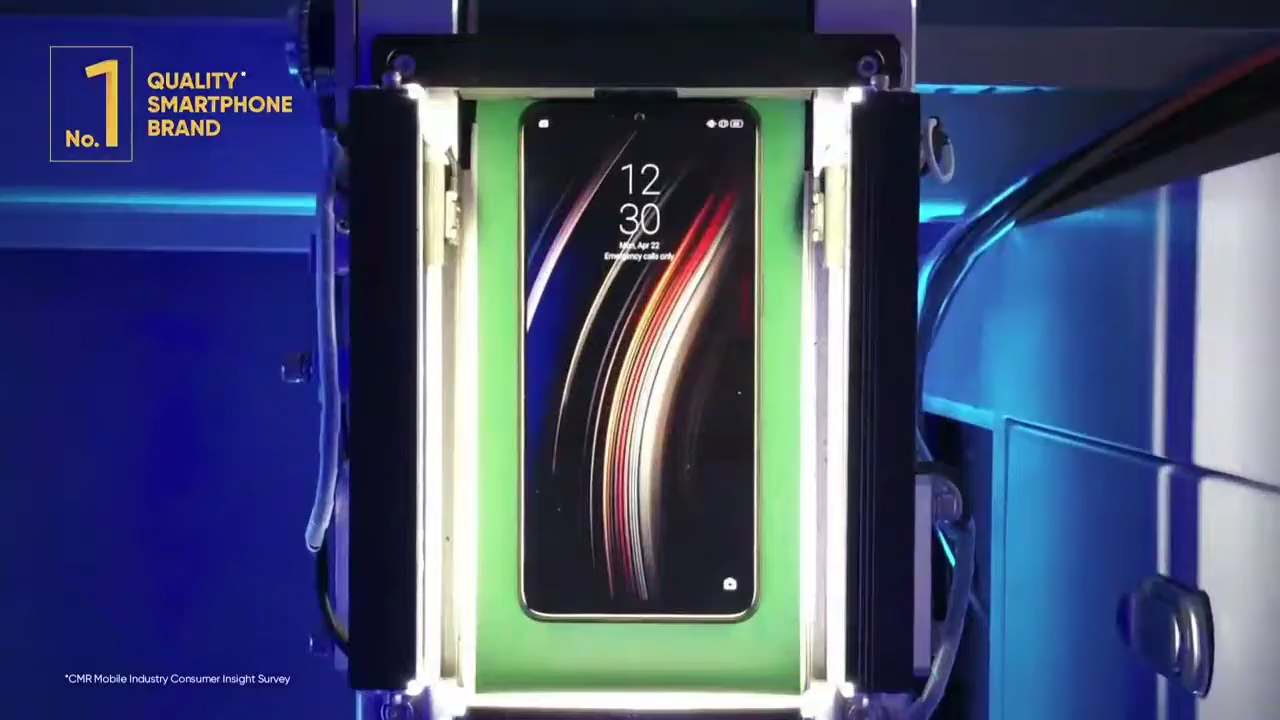 No.1
QUALITY*
SMARTPHONE
BRAND
12
30
Mon, Apr 22
Emergency calls only
*CMR Mobile Industry Consumer Insight Survey